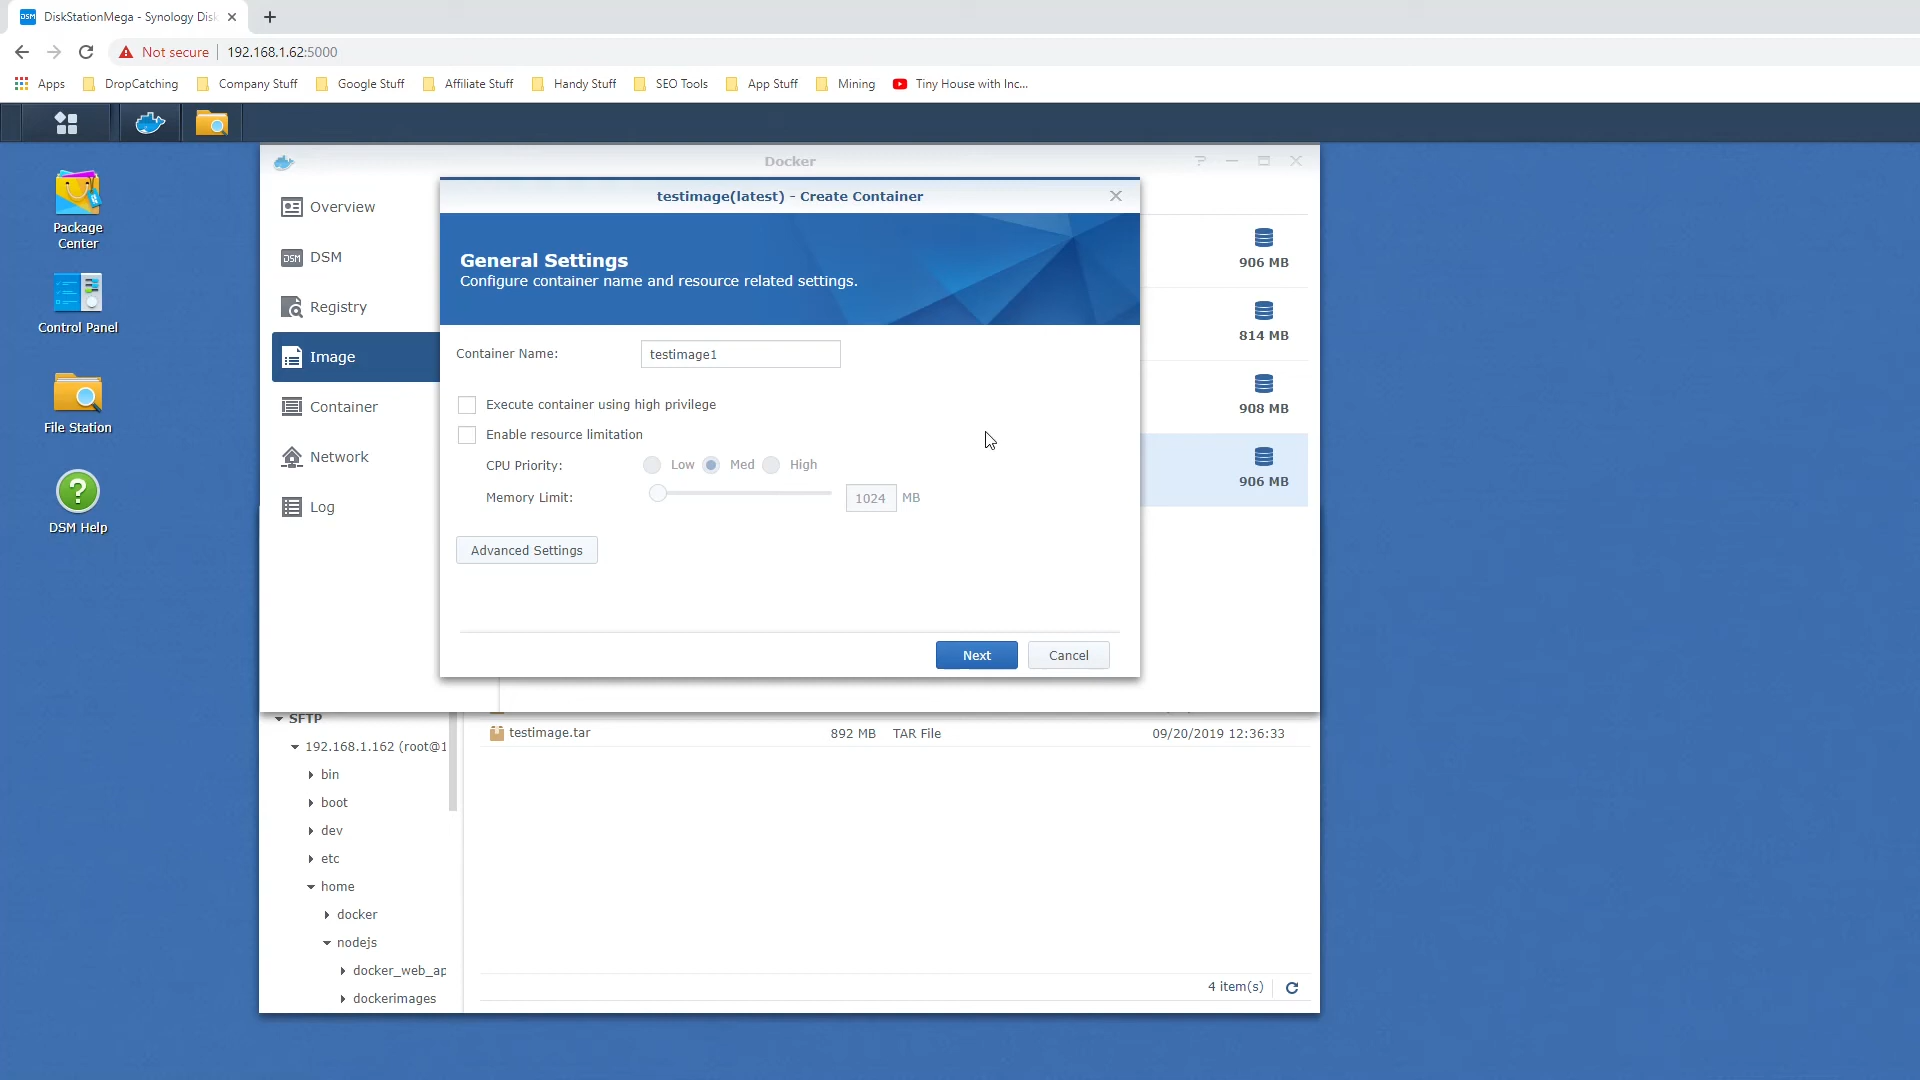 DSM DiskStationMega - Synology Disk
Not secure 192.168.1.62:5000
Apps DropCatching Company Stuff Google Stuff Affiliate Stuff Handy Stuff SEO Tools App Stuff Mining Tiny House with Inc...
Package
Center
Control Panel
File Station
?
DSM Help
Docker
?
Overview
DSM DSM
Registry
Image
Container
Network
Log
testimage(latest) - Create Container
General Settings
Configure container name and resource related settings.
Container Name: testimage1
Execute container using high privilege
Enable resource limitation
CPU Priority: Low Med High
Memory Limit: 1024 MB
Advanced Settings
Next Cancel
906 MB
814 MB
908 MB
906 MB
SFTP
192.168.1.162 (root@1
bin
boot
dev
etc
home
docker
nodejs
docker_web_ap
dockerimages
testimage.tar 892 MB TAR File 09/20/2019 12:36:33
4 item(s)